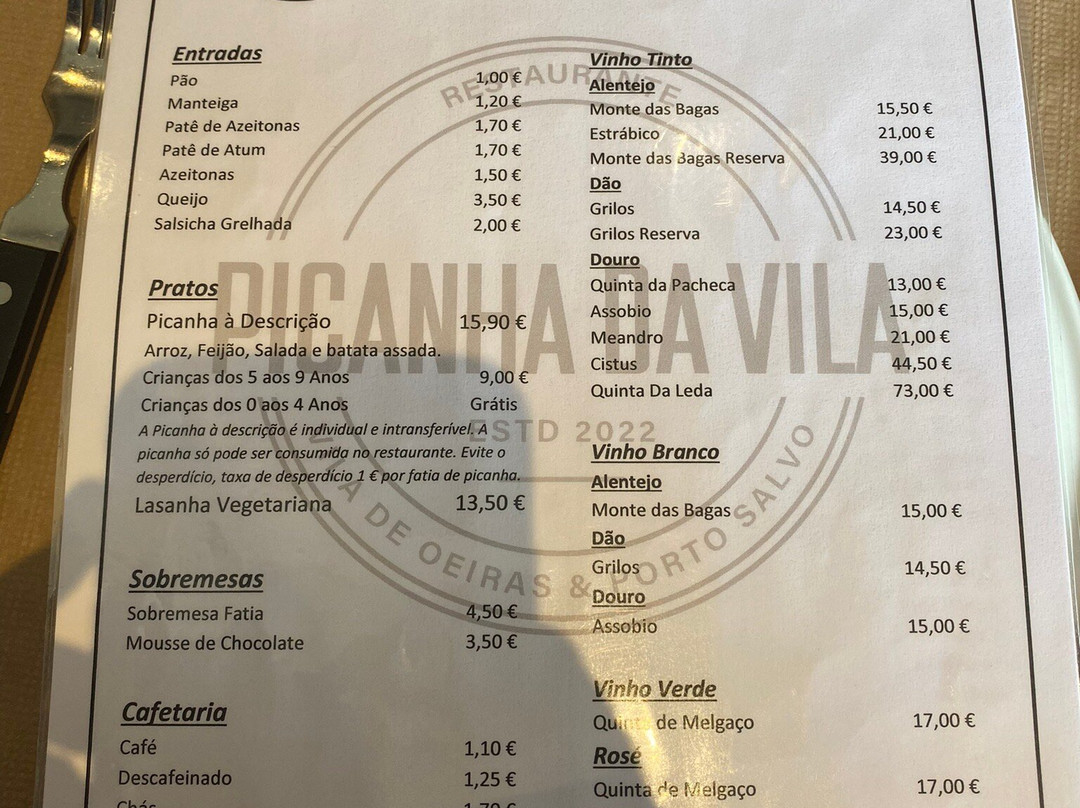 Entradas
Pão 1,00 €
Manteiga 1,20 €
Patê de Azeitonas 1,70 €
Patê de Atum 1,70 €
Azeitonas 1,50 €
Queijo 3,50 €
Salsicha Grelhada 2,00 €
Pratos
Picanha à Descrição 15,90 €
Arroz, Feijão, Salada e batata assada.
Crianças dos 5 aos 9 Anos 9,00 €
Crianças dos 0 aos 4 Anos Grátis
A Picanha à descrição é individual e intransferível. A
picanha só pode ser consumida no restaurante. Evite o
desperdício, taxa de desperdício 1 € por fatia de picanha.
Lasanha Vegetariana 13,50 €
Sobremesas
Sobremesa Fatia 4,50 €
Mousse de Chocolate 3,50 €
Cafetaria
Café 1,10 €
Descafeinado 1,25 €
Chás 1,70 €
Vinho Tinto
Alentejo
Monte das Bagas 15,50 €
Estrábico 21,00 €
Monte das Bagas Reserva 39,00 €
Dão
Grilos 14,50 €
Grilos Reserva 23,00 €
Douro
Quinta da Pacheca 13,00 €
Assobio 15,00 €
Meandro 21,00 €
Cistus 44,50 €
Quinta Da Leda 73,00 €
Vinho Branco
Alentejo
Monte das Bagas 15,00 €
Dão
Grilos 14,50 €
Douro
Assobio 15,00 €
Vinho Verde
Quinta de Melgaço 17,00 €
Rosé
Quinta de Melgaço 17,00 €
RESTAURANTE
PICANHA DA VILA
ESTD 2022
DE OEIRAS & PORTO SALVO